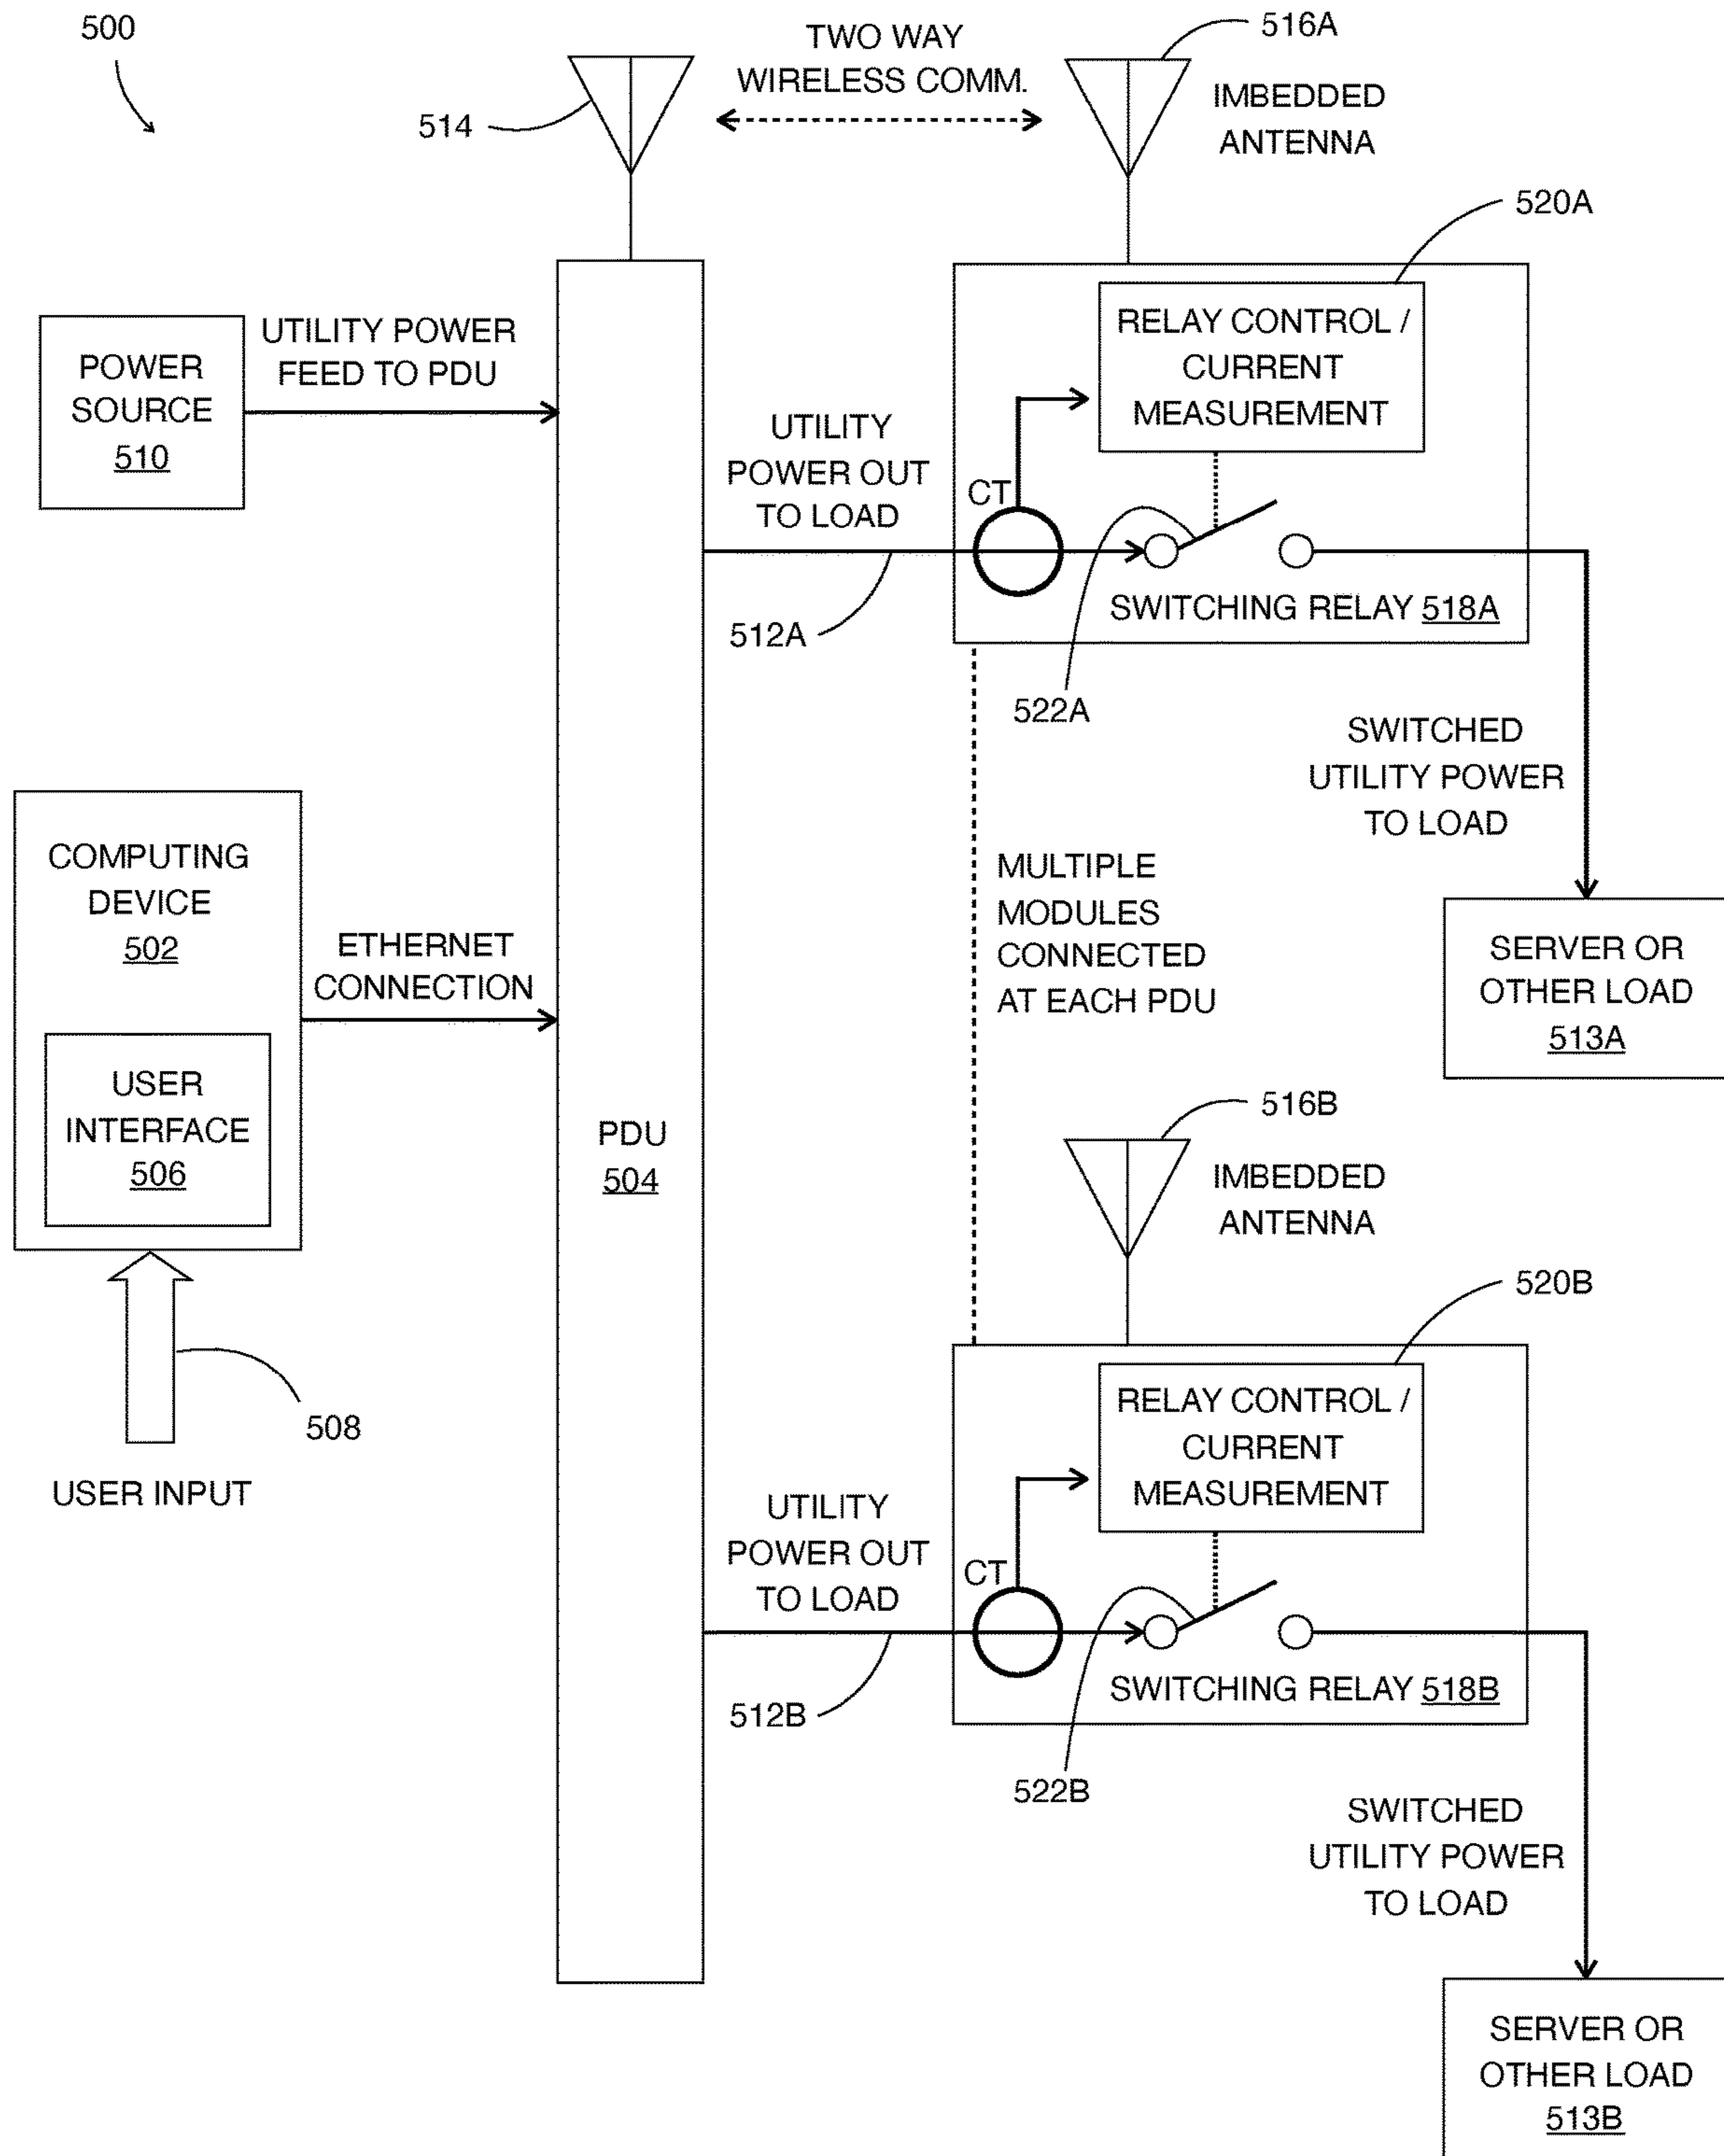 500
TWO WAY
WIRELESS COMM.
514
516A
IMBEDDED
ANTENNA
520A
POWER
SOURCE
510
UTILITY POWER
FEED TO PDU
RELAY CONTROL /
CURRENT
MEASUREMENT
UTILITY
POWER OUT
TO LOAD
CT
SWITCHING RELAY 518A
512A
522A
SWITCHED
UTILITY POWER
TO LOAD
COMPUTING
DEVICE
502
ETHERNET
CONNECTION
USER
INTERFACE
506
508
USER INPUT
PDU
504
MULTIPLE
MODULES
CONNECTED
AT EACH PDU
SERVER OR
OTHER LOAD
513A
516B
IMBEDDED
ANTENNA
520B
RELAY CONTROL /
CURRENT
MEASUREMENT
UTILITY
POWER OUT
TO LOAD
CT
SWITCHING RELAY 518B
512B
522B
SWITCHED
UTILITY POWER
TO LOAD
SERVER OR
OTHER LOAD
513B